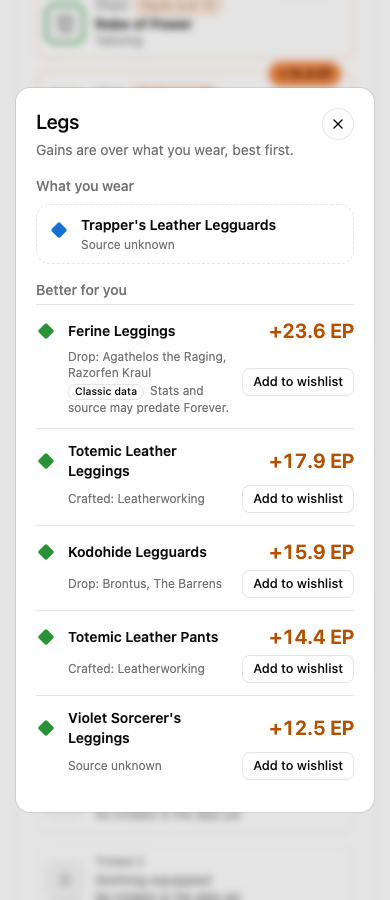 Legs
Gains are over what you wear, best first.
What you wear
Trapper's Leather Legguards
Source unknown
Better for you
Ferine Leggings
+23.6 EP
Drop: Agathelos the Raging,
Razorfen Kraul
Classic data Stats and
source may predate Forever.
Add to wishlist
Totemic Leather
Leggings
+17.9 EP
Crafted: Leatherworking
Add to wishlist
Kodohide Legguards
+15.9 EP
Drop: Brontus, The Barrens
Add to wishlist
Totemic Leather Pants
+14.4 EP
Crafted: Leatherworking
Add to wishlist
Violet Sorcerer's
Leggings
+12.5 EP
Source unknown
Add to wishlist